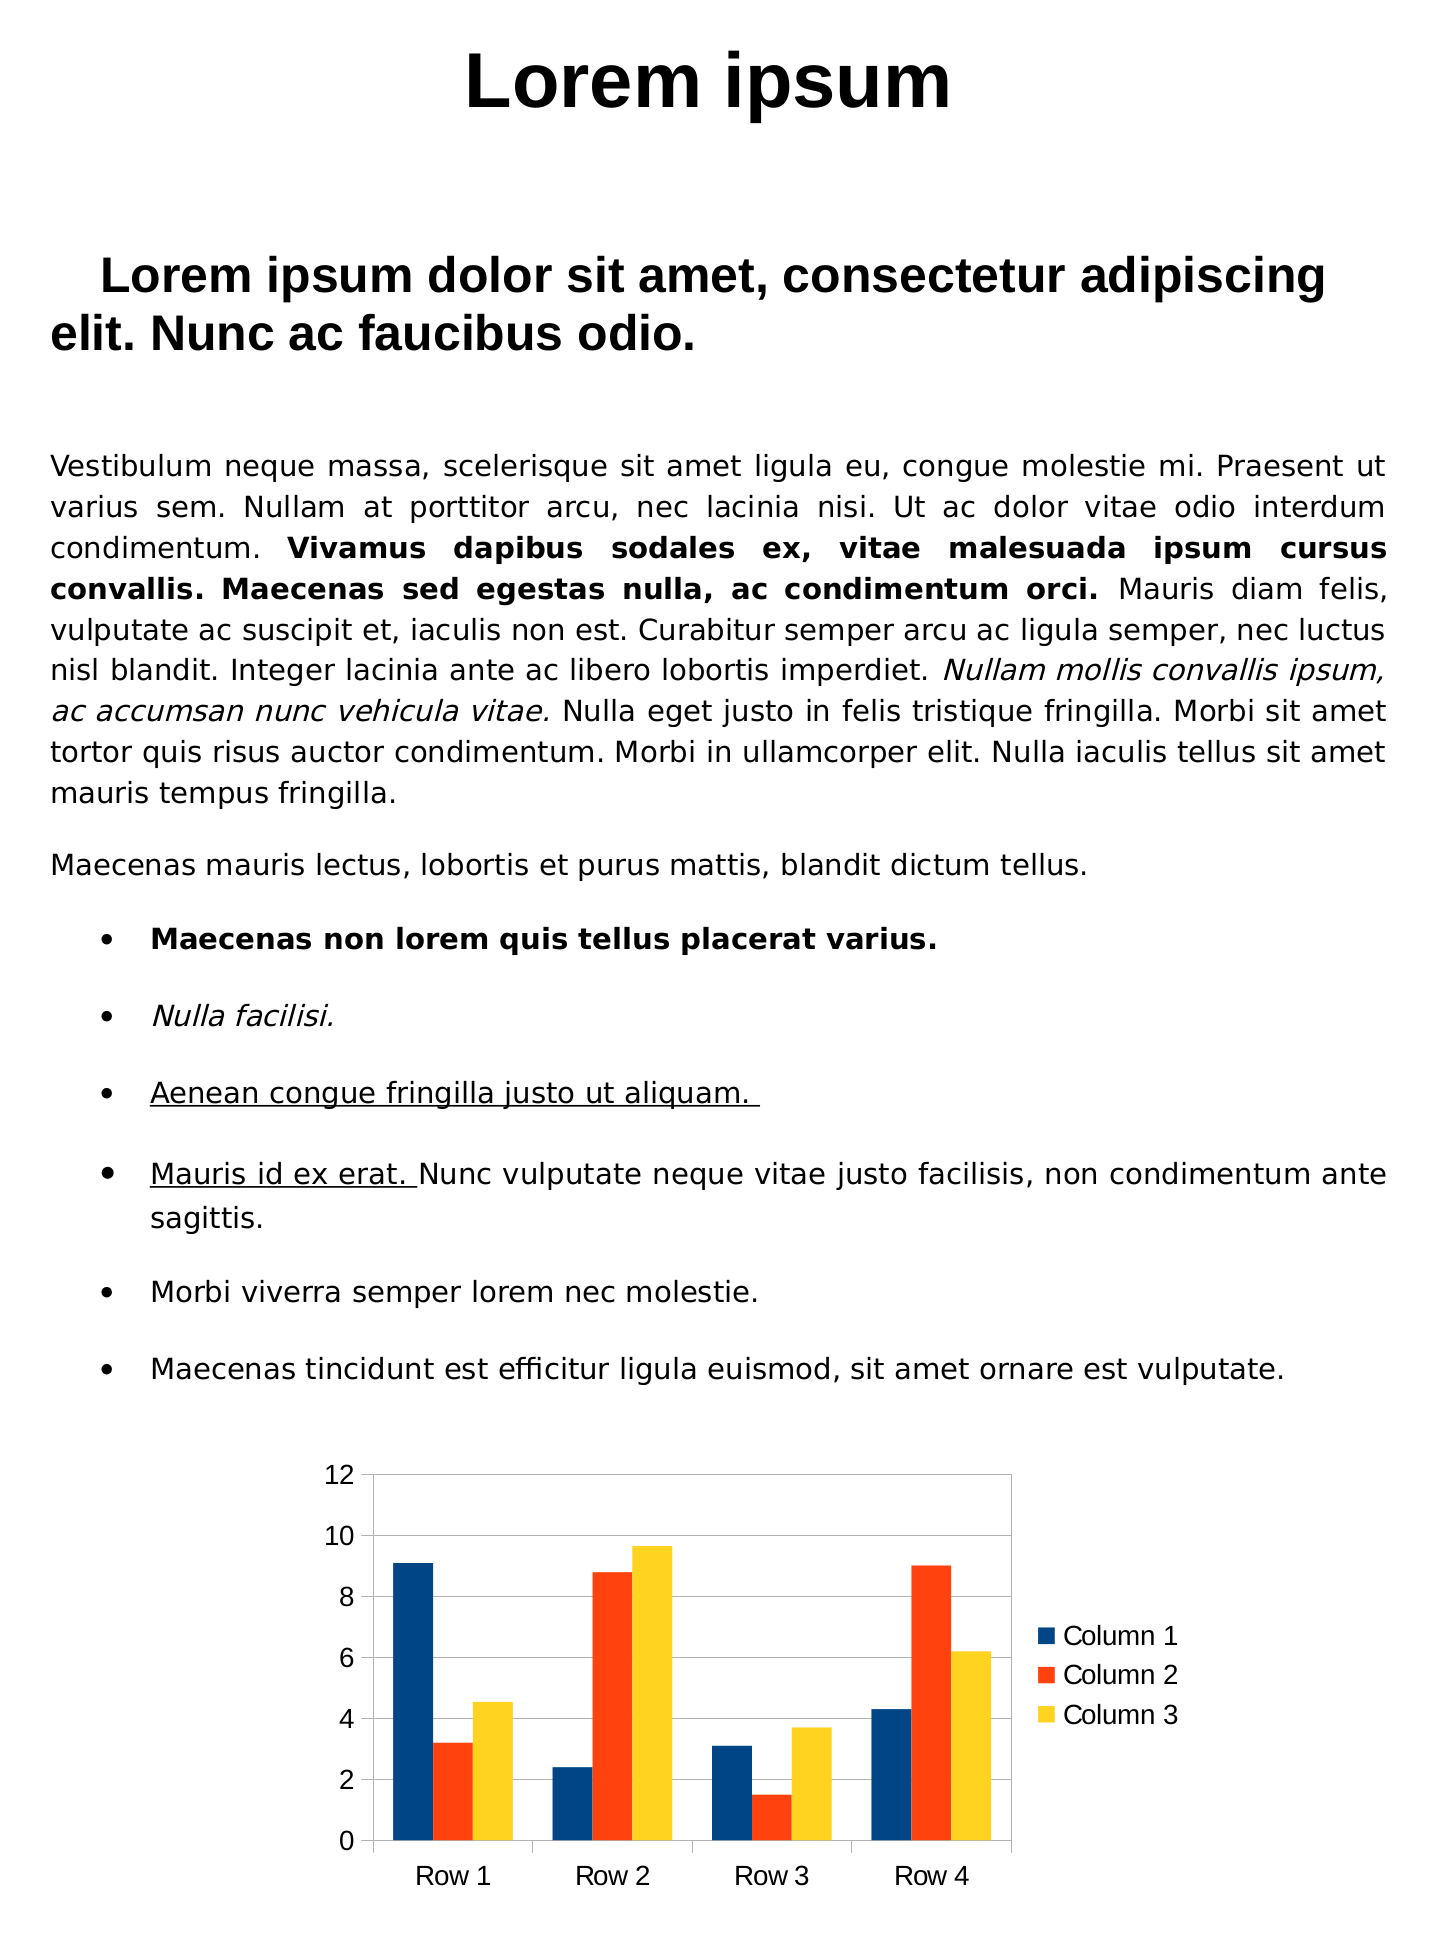 Lorem ipsum
Lorem ipsum dolor sit amet, consectetur adipiscing
elit. Nunc ac faucibus odio.
Vestibulum neque massa, scelerisque sit amet ligula eu, congue molestie mi. Praesent ut
varius sem. Nullam at porttitor arcu, nec lacinia nisi. Ut ac dolor vitae odio interdum
condimentum. Vivamus dapibus sodales ex, vitae malesuada ipsum cursus
convallis. Maecenas sed egestas nulla, ac condimentum orci. Mauris diam felis,
vulputate ac suscipit et, iaculis non est. Curabitur semper arcu ac ligula semper, nec luctus
nisl blandit. Integer lacinia ante ac libero lobortis imperdiet. Nullam mollis convallis ipsum,
ac accumsan nunc vehicula vitae. Nulla eget justo in felis tristique fringilla. Morbi sit amet
tortor quis risus auctor condimentum. Morbi in ullamcorper elit. Nulla iaculis tellus sit amet
mauris tempus fringilla.
Maecenas mauris lectus, lobortis et purus mattis, blandit dictum tellus.
• Maecenas non lorem quis tellus placerat varius.
• Nulla facilisi.
• Aenean congue fringilla justo ut aliquam.
• Mauris id ex erat. Nunc vulputate neque vitae justo facilisis, non condimentum ante
sagittis.
• Morbi viverra semper lorem nec molestie.
• Maecenas tincidunt est efficitur ligula euismod, sit amet ornare est vulputate.
12
10
8
6
4
2
0
Row 1 Row 2 Row 3 Row 4
Column 1
Column 2
Column 3